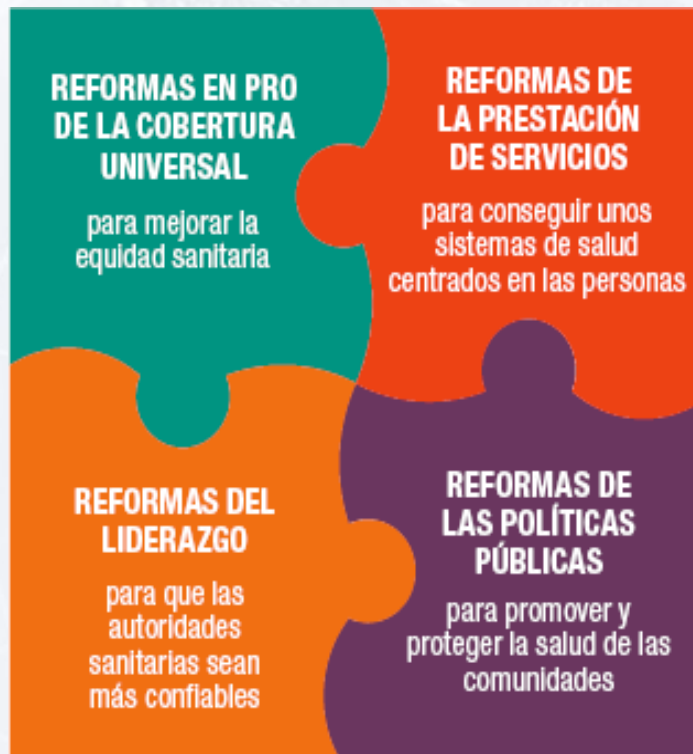 REFORMAS EN PRO
DE LA COBERTURA
UNIVERSAL
para mejorar la
equidad sanitaria
REFORMAS DE
LA PRESTACIÓN
DE SERVICIOS
para conseguir unos
sistemas de salud
centrados en las personas
REFORMAS DEL
LIDERAZGO
para que las
autoridades
sanitarias sean
más confiables
REFORMAS DE
LAS POLÍTICAS
PÚBLICAS
para promover y
proteger la salud de las
comunidades